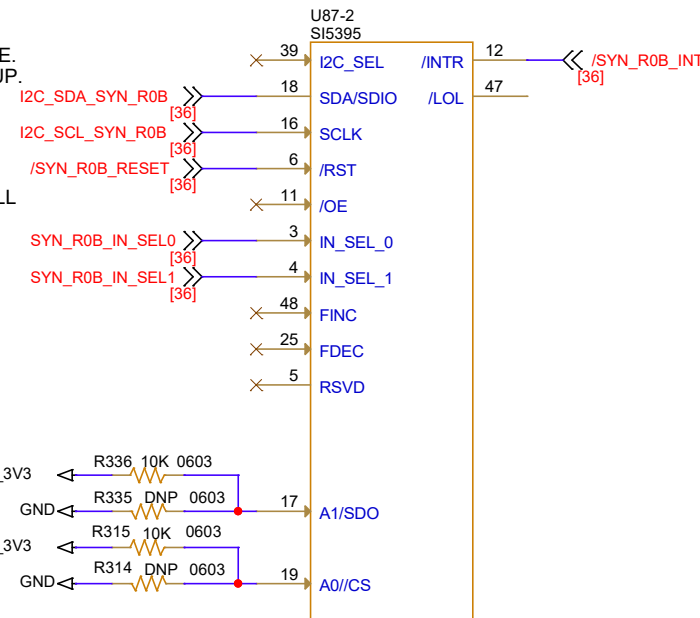 U87-2
SI5395
E.
UP.
LL
39 I2C_SEL
/INTR 12
/SYN_R0B_INT
[36]
I2C_SDA_SYN_R0B
[36]
18 SDA/SDIO
/LOL 47
I2C_SCL_SYN_R0B
[36]
16 SCLK
/SYN_R0B_RESET
[36]
6 /RST
11 /OE
SYN_R0B_IN_SEL0
[36]
3 IN_SEL_0
SYN_R0B_IN_SEL1
[36]
4 IN_SEL_1
48 FINC
25 FDEC
5 RSVD
_3V3
R336 10K 0603
GND
R335 DNP 0603
17 A1/SDO
_3V3
R315 10K 0603
GND
R314 DNP 0603
19 A0//CS